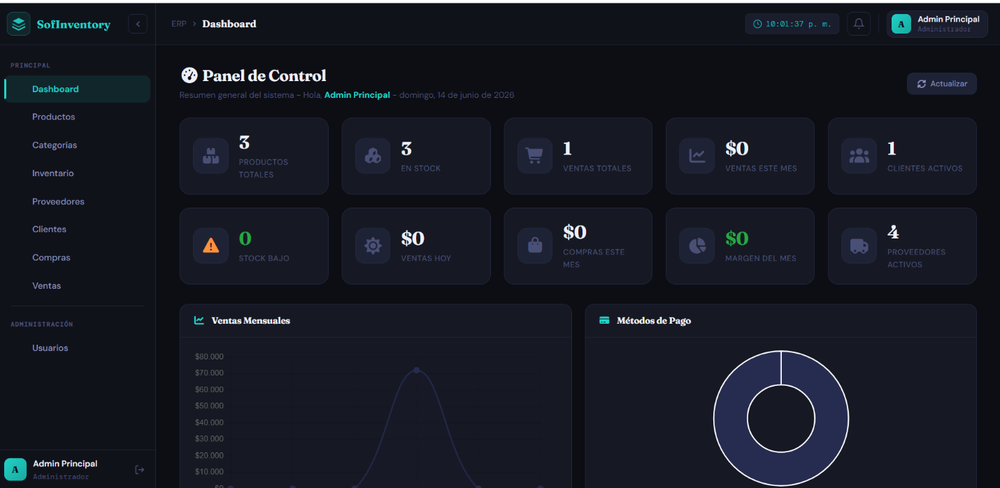 SofInventory
ERP > Dashboard
10:01:37 p. m.
A
Admin Principal
Administrador
PRINCIPAL
Dashboard
Productos
Categorías
Inventario
Proveedores
Clientes
Compras
Ventas
ADMINISTRACIÓN
Usuarios
A
Admin Principal
Administrador
Panel de Control
Resumen general del sistema – Hola, Admin Principal – domingo, 14 de junio de 2026
Actualizar
3
PRODUCTOS
TOTALES
3
EN STOCK
1
VENTAS TOTALES
$0
VENTAS ESTE MES
1
CLIENTES ACTIVOS
0
STOCK BAJO
$0
VENTAS HOY
$0
COMPRAS ESTE
MES
$0
MARGEN DEL MES
4
PROVEEDORES
ACTIVOS
Ventas Mensuales
$80.000
$70.000
$60.000
$50.000
$40.000
$30.000
$20.000
$10.000
$0
Métodos de Pago